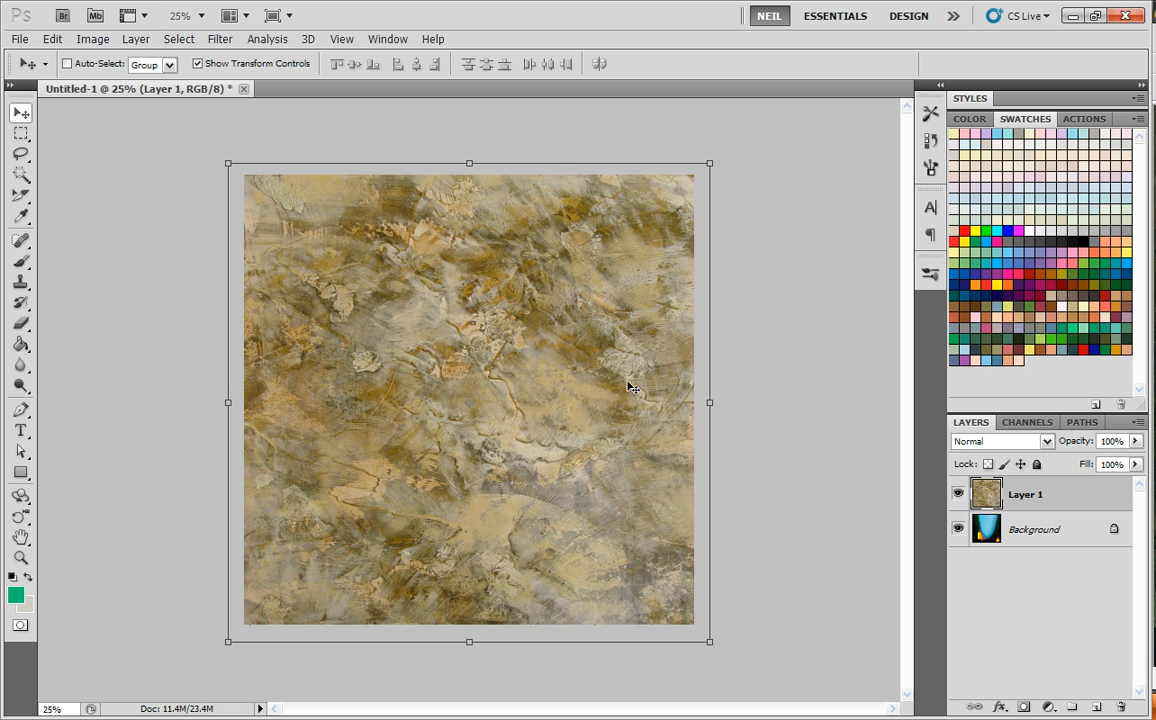 Ps Br Mb 25% NEIL ESSENTIALS DESIGN CS Live
File Edit Image Layer Select Filter Analysis 3D View Window Help
Auto-Select: Group Show Transform Controls
Untitled-1 @ 25% (Layer 1, RGB/8) *
STYLES
COLOR SWATCHES ACTIONS
LAYERS CHANNELS PATHS
Normal Opacity: 100%
Lock: Fill: 100%
Layer 1
Background
25% Doc: 11.4M/23.4M
fx